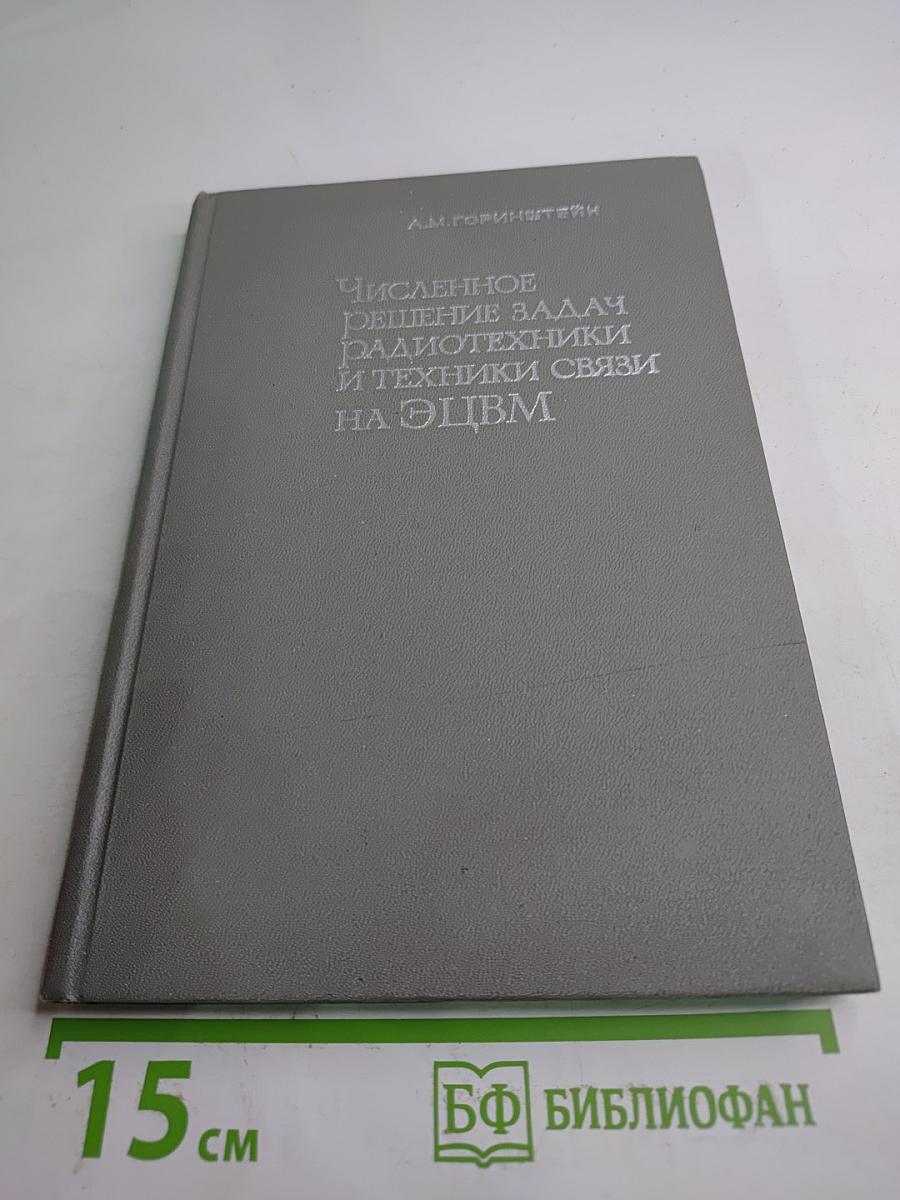 А.М.ГОРИНШТЕЙН
ЧИСЛЕННОЕ
РЕШЕНИЕ ЗАДАЧ
РАДИОТЕХНИКИ
И ТЕХНИКИ СВЯЗИ
НА ЭЦВМ
15 см
БФ БИБЛИОФАН